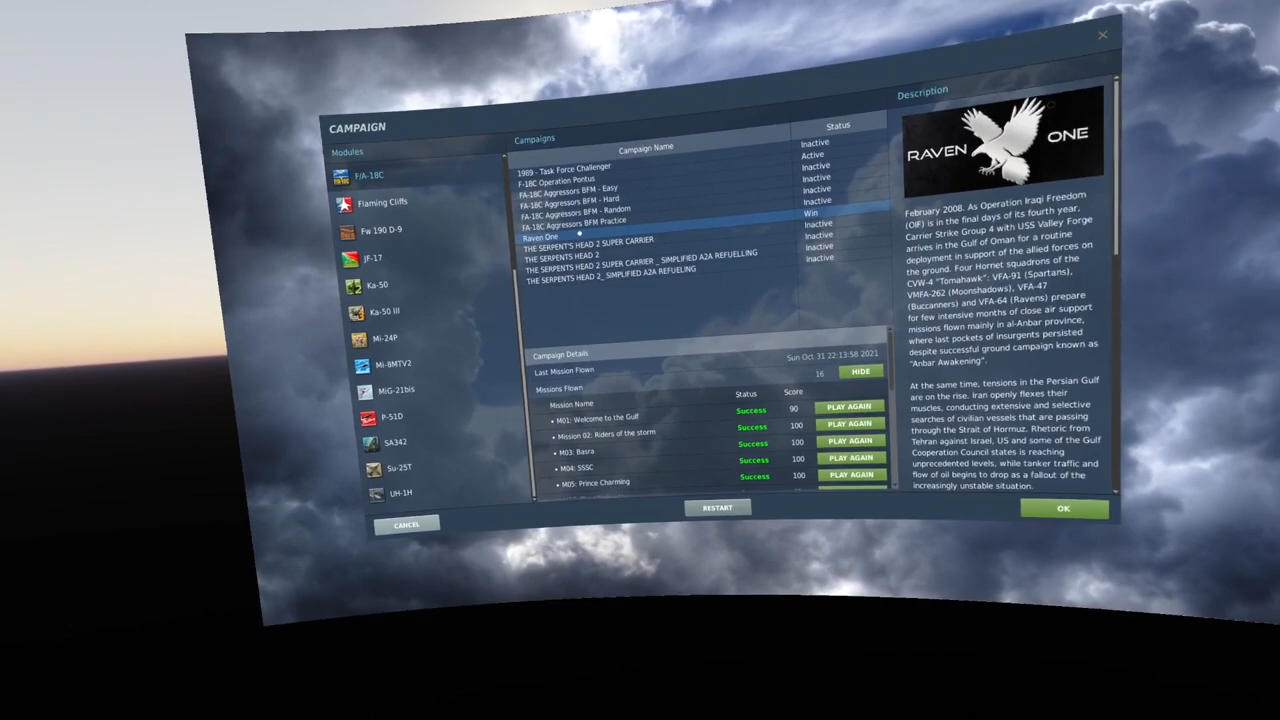 CAMPAIGN
Modules
F/A-18C
Flaming Cliffs
Fw 190 D-9
JF-17
Ka-50
Ka-50 III
Mi-24P
Mi-8MTV2
MiG-21bis
P-51D
SA342
Su-25T
UH-1H
CANCEL
Campaigns
Campaign Name
Status
1989 - Task Force Challenger
Inactive
F-18C Operation Pontus
Active
FA-18C Aggressors BFM - Easy
Inactive
FA-18C Aggressors BFM - Hard
Inactive
FA-18C Aggressors BFM - Random
Inactive
FA-18C Aggressors BFM Practice
Inactive
Raven One
Win
THE SERPENT'S HEAD 2 SUPER CARRIER
Inactive
THE SERPENTS HEAD 2
Inactive
THE SERPENTS HEAD 2 SUPER CARRIER _ SIMPLIFIED A2A REFUELLING
Inactive
THE SERPENTS HEAD 2_ SIMPLIFIED A2A REFUELING
Inactive
Campaign Details
Last Mission Flown
Sun Oct 31 22:13:58 2021
Missions Flown
16
HIDE
Mission Name
Status
Score
• M01: Welcome to the Gulf
Success
90
PLAY AGAIN
• Mission 02: Riders of the storm
Success
100
PLAY AGAIN
• M03: Basra
Success
100
PLAY AGAIN
• M04: SSSC
Success
100
PLAY AGAIN
• M05: Prince Charming
Success
100
PLAY AGAIN
RESTART
Description
RAVEN ONE
February 2008. As Operation Iraqi Freedom
(OIF) is in the final days of its fourth year,
Carrier Strike Group 4 with USS Valley Forge
arrives in the Gulf of Oman for a routine
deployment in support of the allied forces on
the ground. Four Hornet squadrons of the
CVW-4 "Tomahawk": VFA-91 (Spartans),
VMFA-262 (Moonshadows), VFA-47
(Buccanners) and VFA-64 (Ravens) prepare
for few intensive months of close air support
missions flown mainly in al-Anbar province,
where last pockets of insurgents persisted
despite successful ground campaign known as
"Anbar Awakening".
At the same time, tensions in the Persian Gulf
are on the rise. Iran openly flexes their
muscles, conducting extensive and selective
searches of civilian vessels that are passing
through the Strait of Hormuz. Rhetoric from
Tehran against Israel, US and some of the Gulf
Cooperation Council states is reaching
unprecedented levels, while tanker traffic and
flow of oil begins to drop as a fallout of the
increasingly unstable situation.
OK